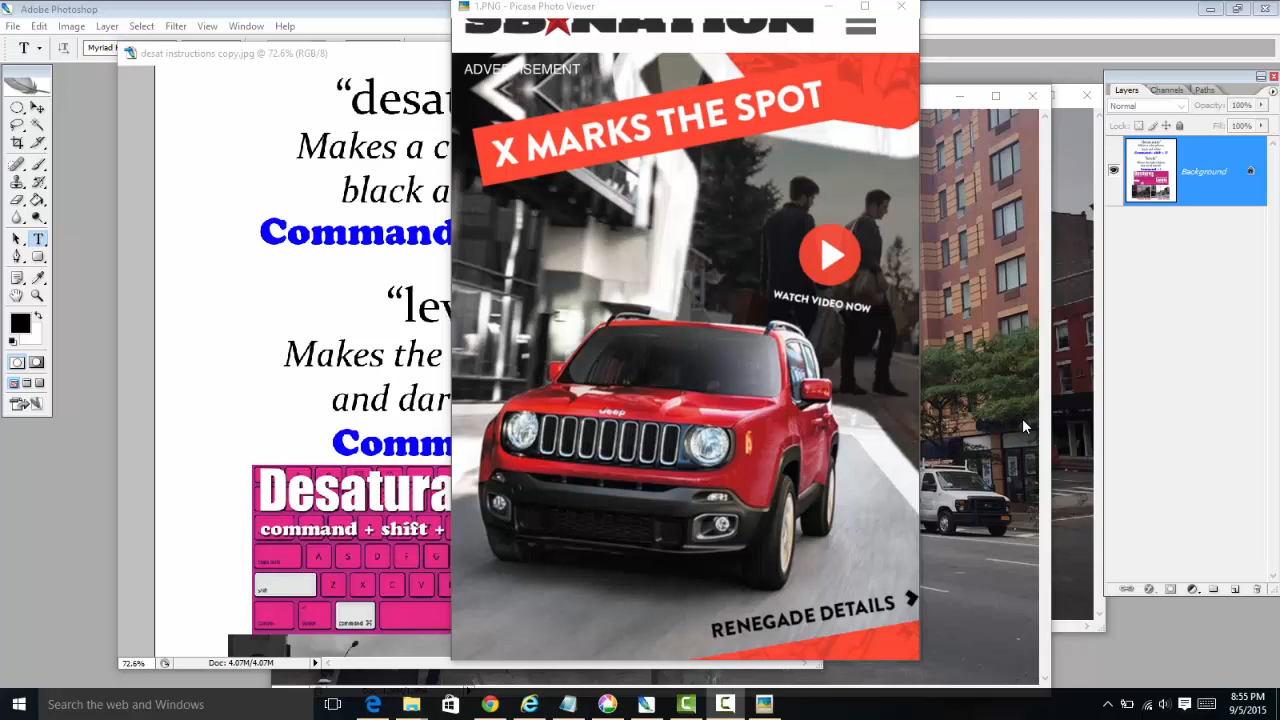 Adobe Photoshop
1.PNG - Picasa Photo Viewer
File Edit Image Layer Select Filter View Window Help
SB★NATION
Myriad
desat instructions copy.jpg @ 72.6% (RGB/8)
ADVERTISEMENT
X MARKS THE SPOT
"desat
Makes a c
black a
Command
WATCH VIDEO NOW
"lev
Makes the
and dar
Comm
Jeep
Desatura
command + shift +
A S D F G
shift Z X C V
command ⌘
RENEGADE DETAILS
72.6% Doc: 4.07M/4.07M
Layers Channels Paths
Normal Opacity: 100%
Lock: Fill: 100%
Background
Search the web and Windows
8:55 PM
9/5/2015